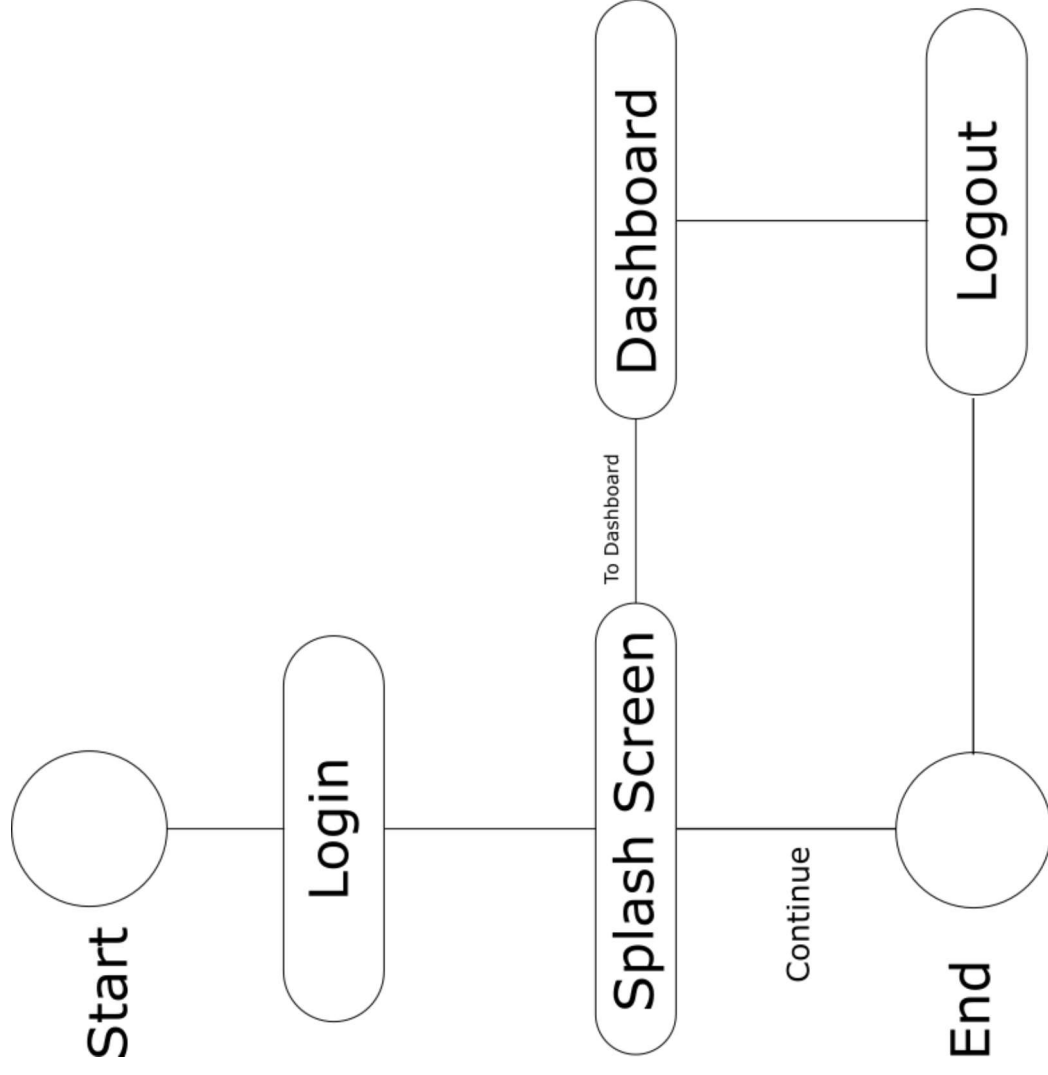 Start
Login
Splash Screen
To Dashboard
Dashboard
Continue
End
Logout